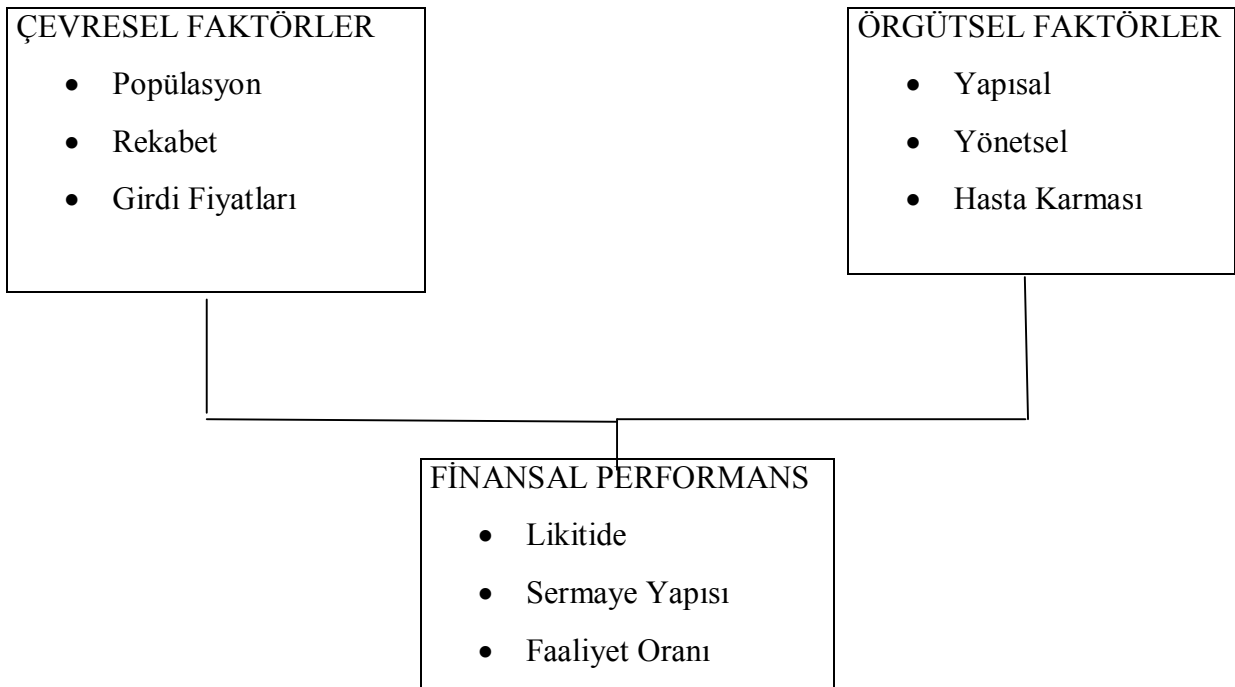 ÇEVRESEL FAKTÖRLER
• Popülasyon
• Rekabet
• Girdi Fiyatları
ÖRGÜTSEL FAKTÖRLER
• Yapısal
• Yönetsel
• Hasta Karması
FİNANSAL PERFORMANS
• Likitide
• Sermaye Yapısı
• Faaliyet Oranı